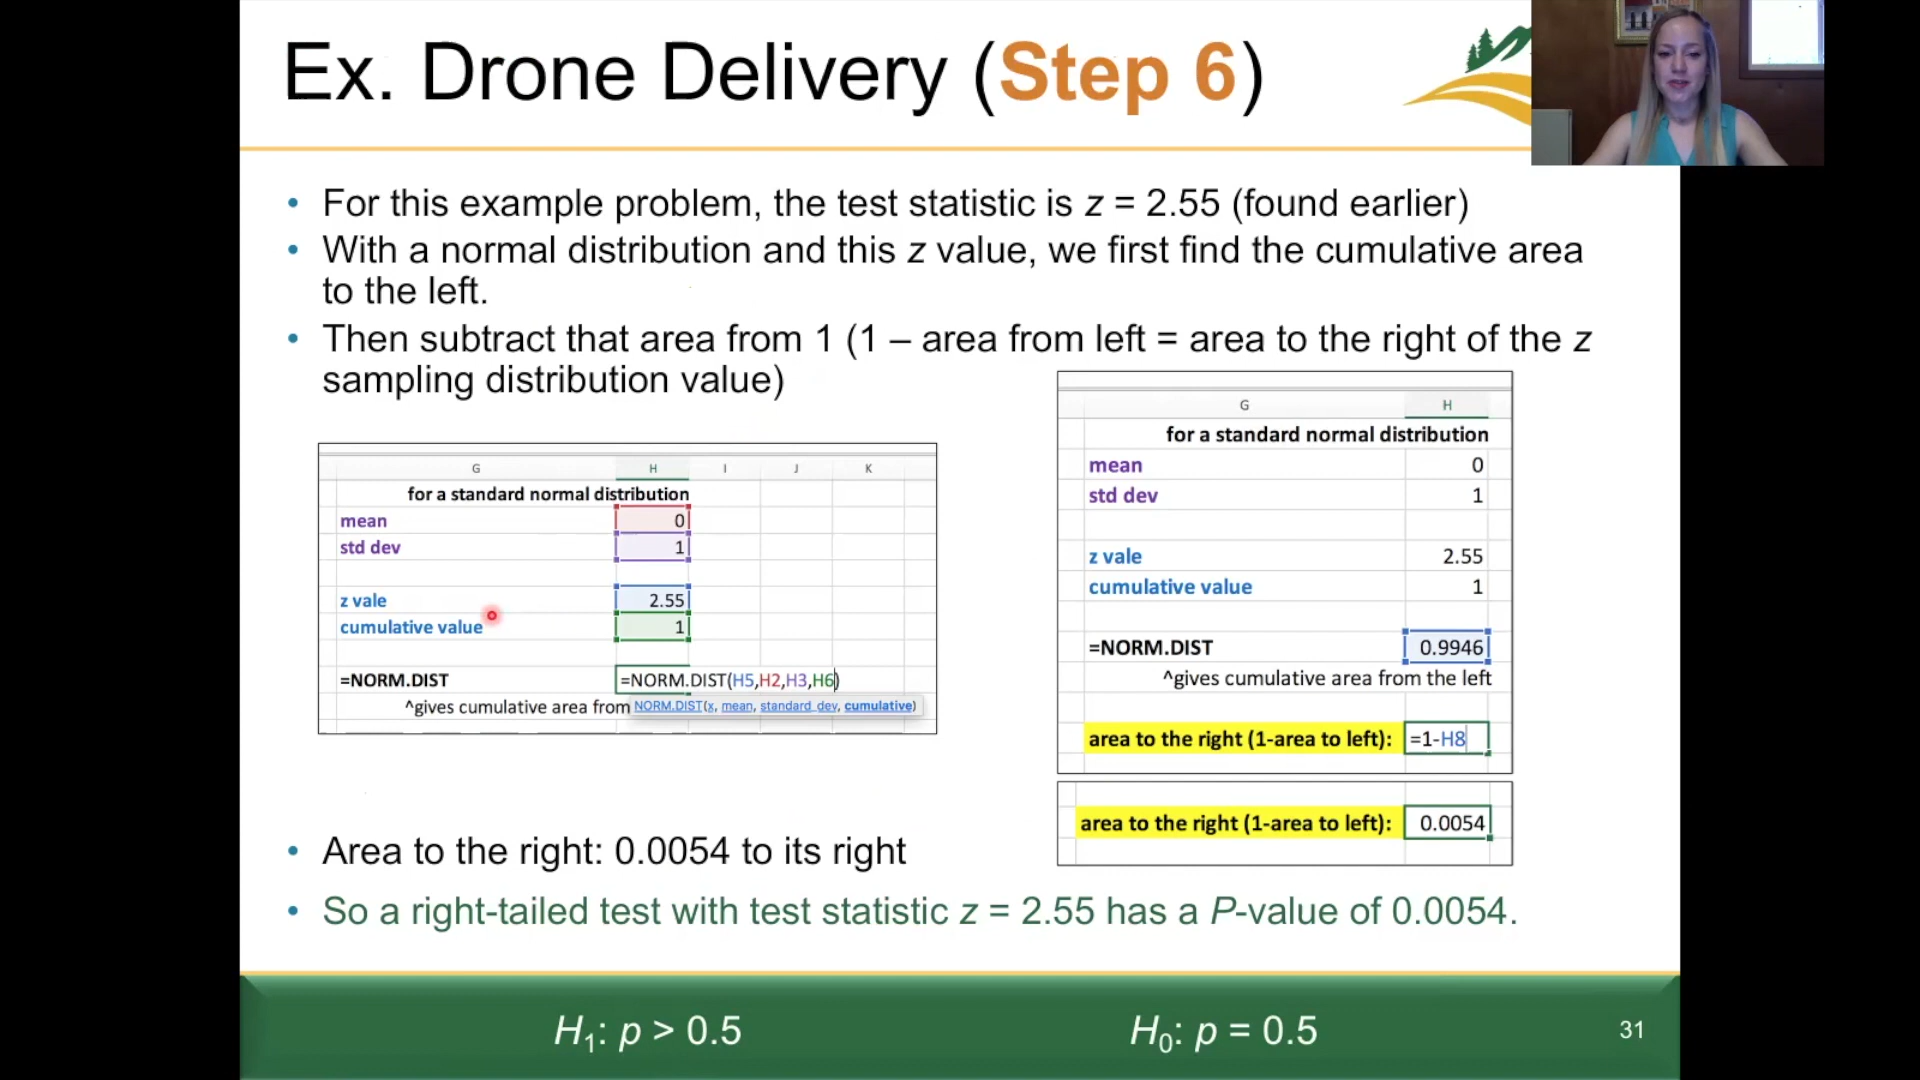 Ex. Drone Delivery (Step 6)
• For this example problem, the test statistic is z = 2.55 (found earlier)
• With a normal distribution and this z value, we first find the cumulative area
to the left.
• Then subtract that area from 1 (1 – area from left = area to the right of the z
sampling distribution value)
G H I J K
for a standard normal distribution
mean 0
std dev 1
z vale 2.55
cumulative value 1
=NORM.DIST =NORM.DIST(H5,H2,H3,H6)
^gives cumulative area from NORM.DIST(x, mean, standard_dev, cumulative)
G H
for a standard normal distribution
mean 0
std dev 1
z vale 2.55
cumulative value 1
=NORM.DIST 0.9946
^gives cumulative area from the left
area to the right (1-area to left): =1-H8
area to the right (1-area to left): 0.0054
• Area to the right: 0.0054 to its right
• So a right-tailed test with test statistic z = 2.55 has a P-value of 0.0054.
H1: p > 0.5 H0: p = 0.5 31